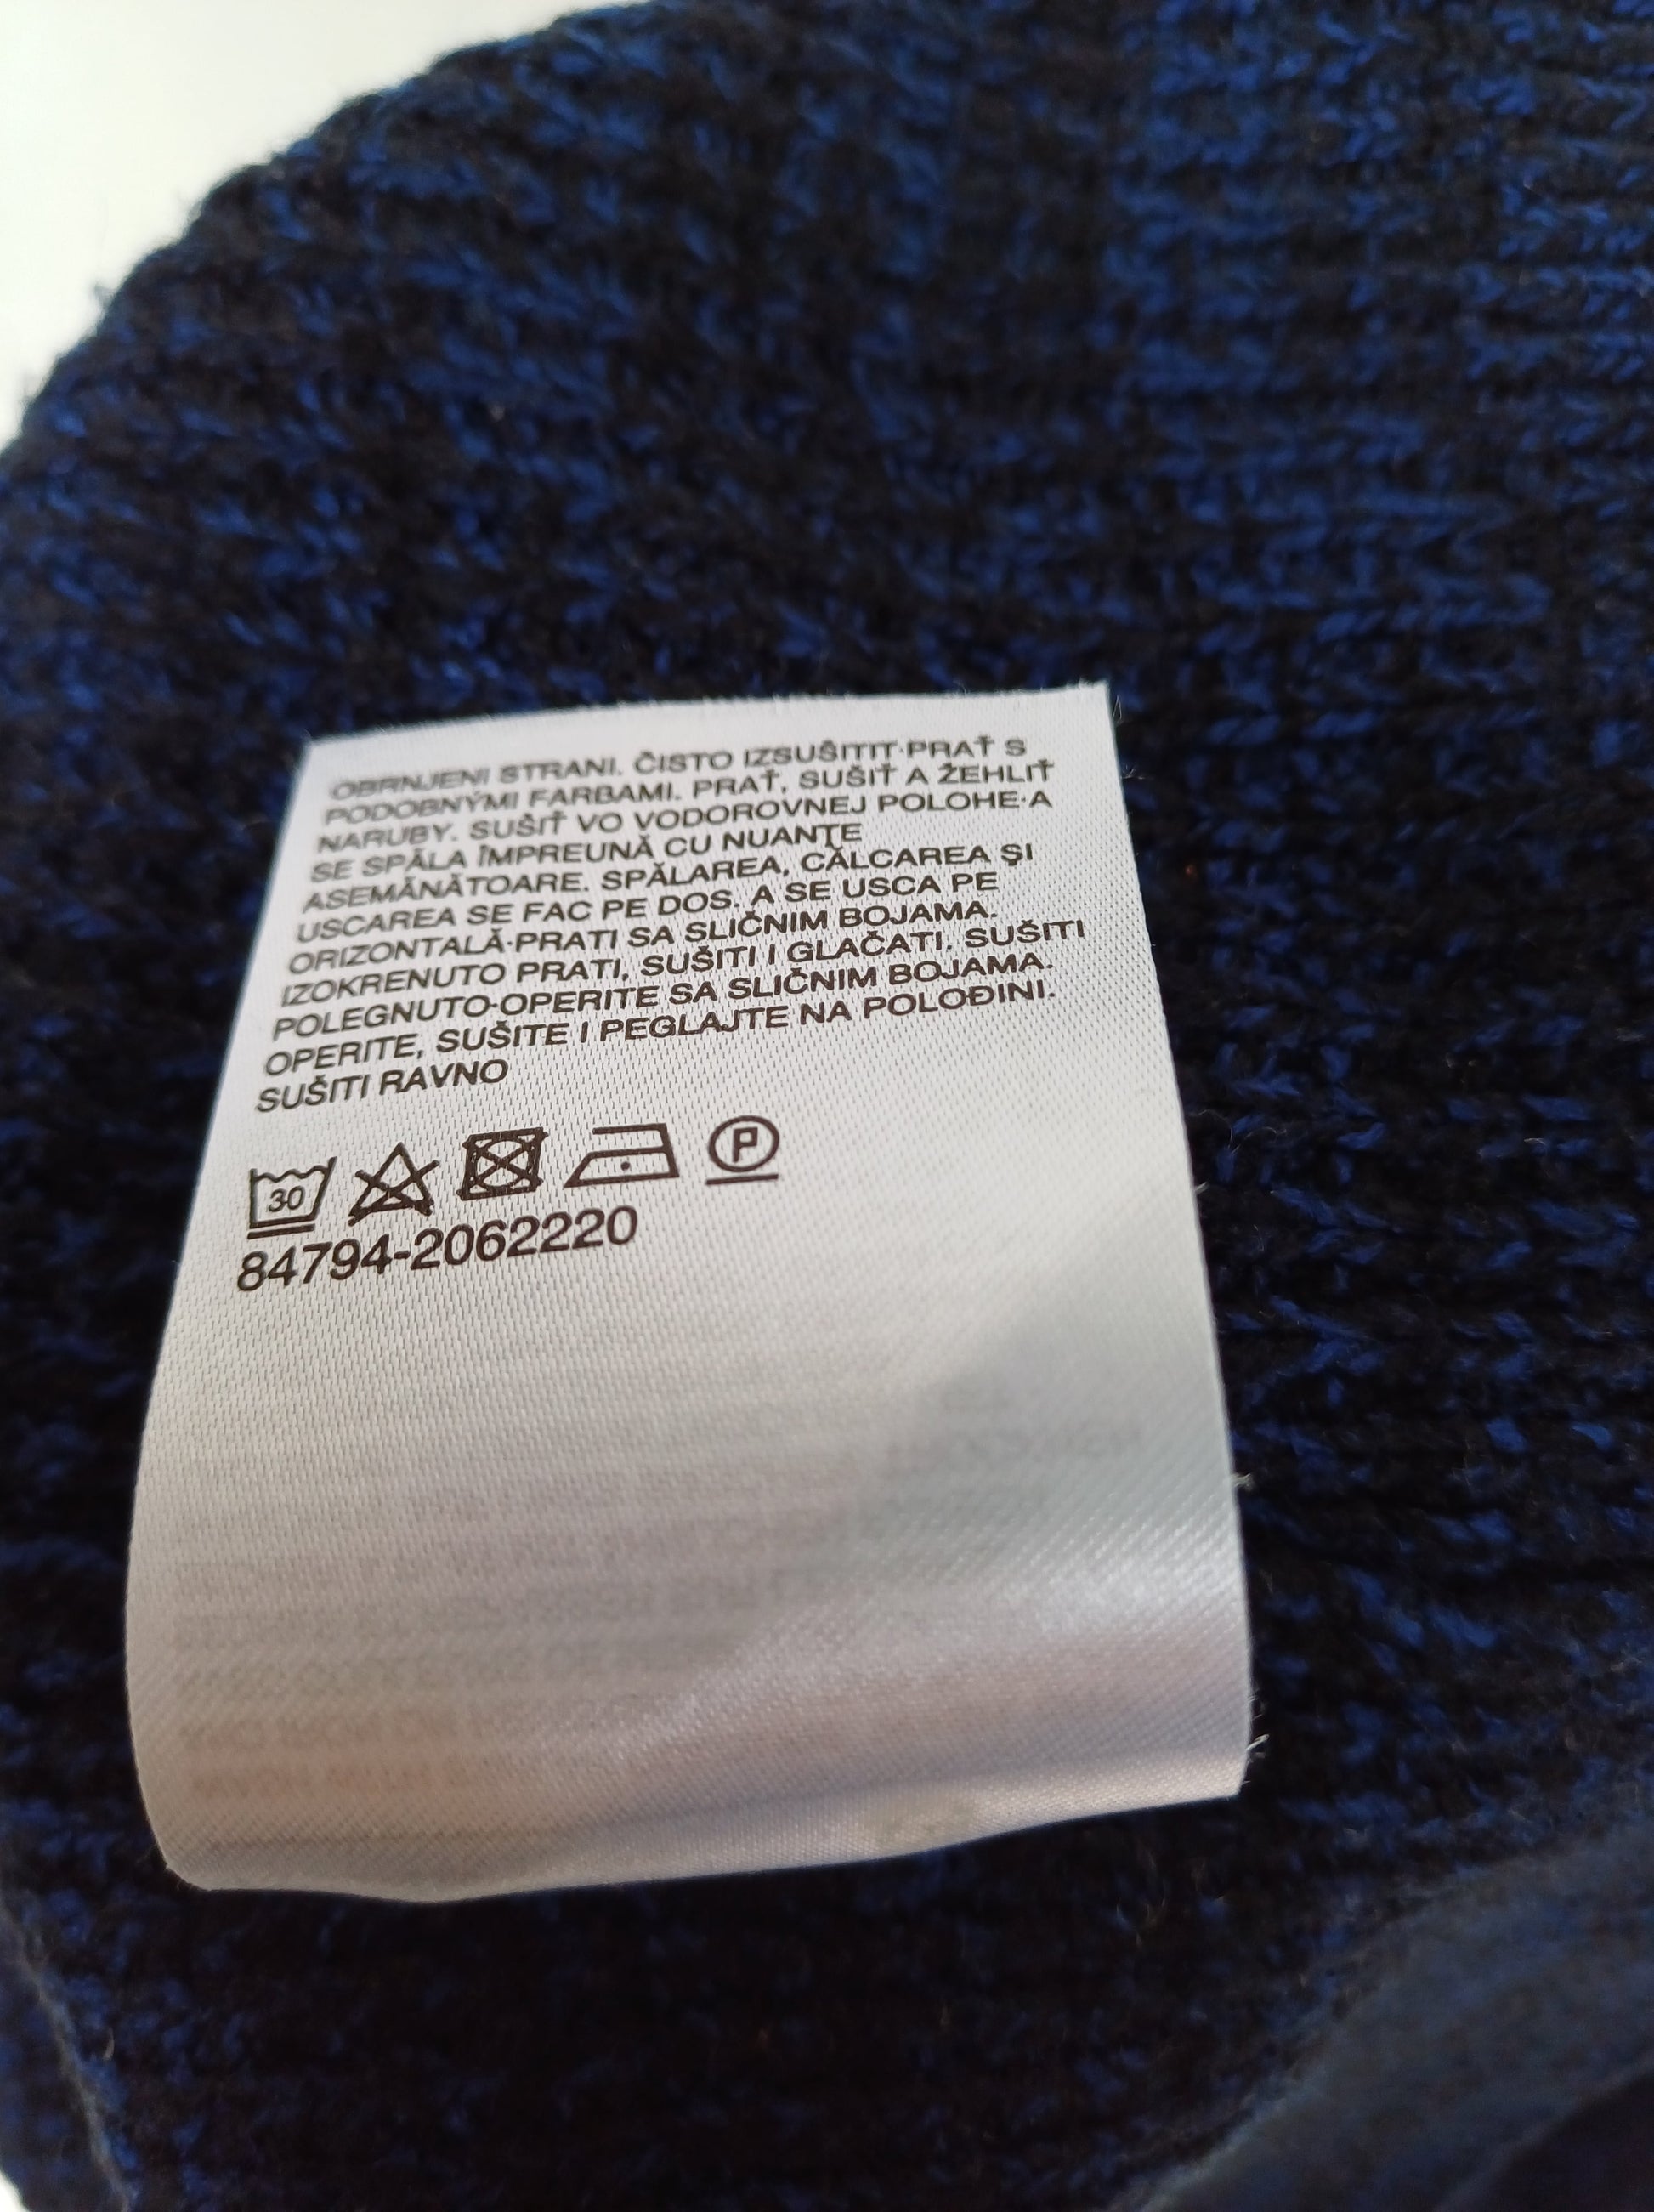 OBRNJENI STRANI. ČISTO IZSUŠITIT·PRAŤ S
PODOBNÝMI FARBAMI. PRAŤ, SUŠIŤ A ŽEHLIŤ
NARUBY. SUŠIŤ VO VODOROVNEJ POLOHE·A
SE SPĂLA ÎMPREUNĂ CU NUANŢE
ASEMĂNĂTOARE. SPĂLAREA, CĂLCAREA ŞI
USCAREA SE FAC PE DOS. A SE USCA PE
ORIZONTALĂ·PRATI SA SLIČNIM BOJAMA.
IZOKRENUTO PRATI, SUŠITI I GLAČATI. SUŠITI
POLEGNUTO·OPERITE SA SLIČNIM BOJAMA.
OPERITE, SUŠITE I PEGLAJTE NA POLOĐINI.
SUŠITI RAVNO
30 P
84794-2062220